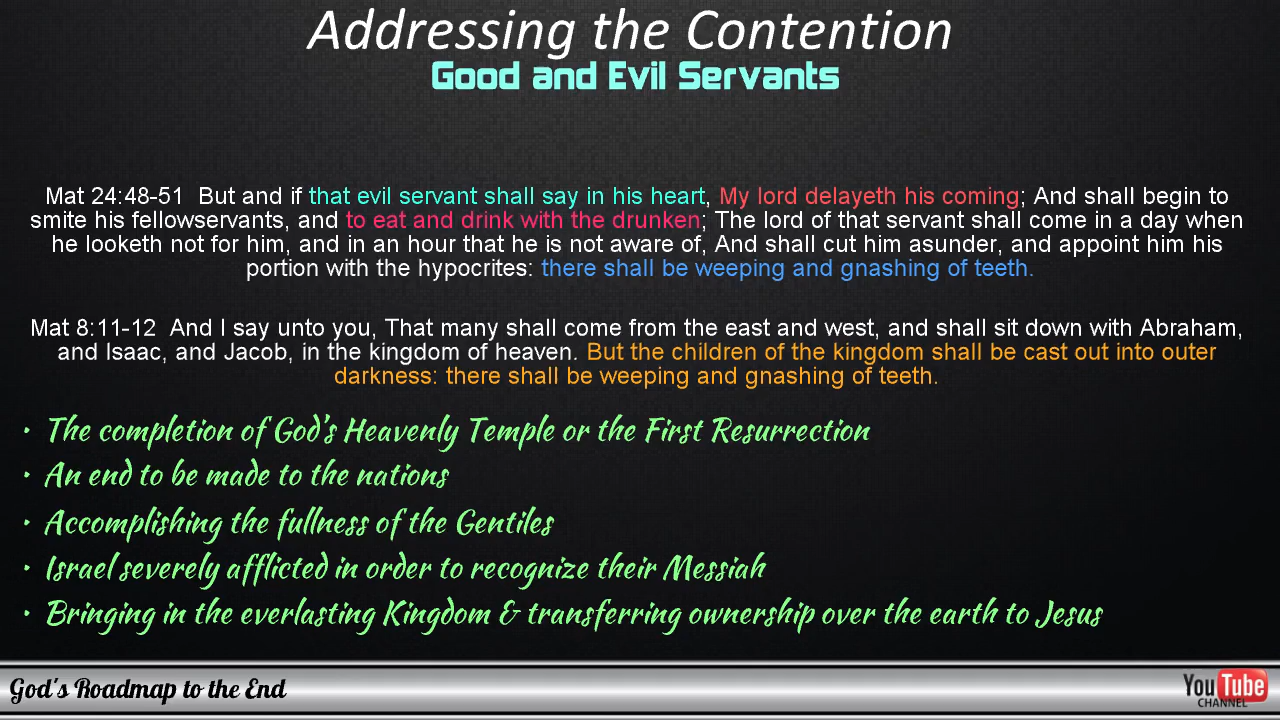 Addressing the Contention
Good and Evil Servants
Mat 24:48-51  But and if that evil servant shall say in his heart, My lord delayeth his coming; And shall begin to
smite his fellowservants, and to eat and drink with the drunken; The lord of that servant shall come in a day when
he looketh not for him, and in an hour that he is not aware of, And shall cut him asunder, and appoint him his
portion with the hypocrites: there shall be weeping and gnashing of teeth.
Mat 8:11-12  And I say unto you, That many shall come from the east and west, and shall sit down with Abraham,
and Isaac, and Jacob, in the kingdom of heaven. But the children of the kingdom shall be cast out into outer
darkness: there shall be weeping and gnashing of teeth.
• The completion of God's Heavenly Temple or the First Resurrection
• An end to be made to the nations
• Accomplishing the fullness of the Gentiles
• Israel severely afflicted in order to recognize their Messiah
• Bringing in the everlasting Kingdom & transferring ownership over the earth to Jesus
God's Roadmap to the End
YouTube
CHANNEL